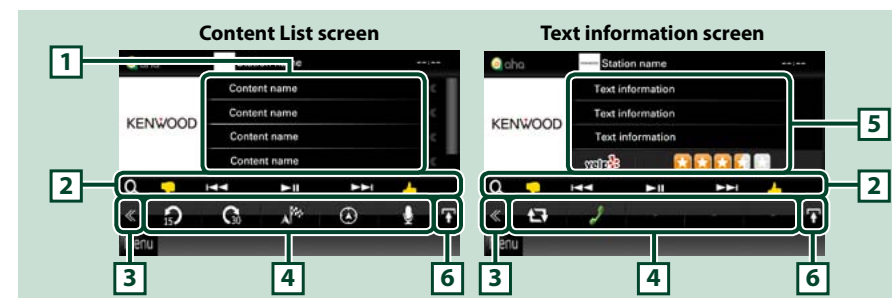 Content List screen
Text information screen
1
aha
Station name
--:--
Content name
Content name
Content name
Content name
KENWOOD
2
15
30
Menu
3
4
6
aha
Station name
--:--
Text information
Text information
Text information
KENWOOD
yelp
5
2
3
4
6